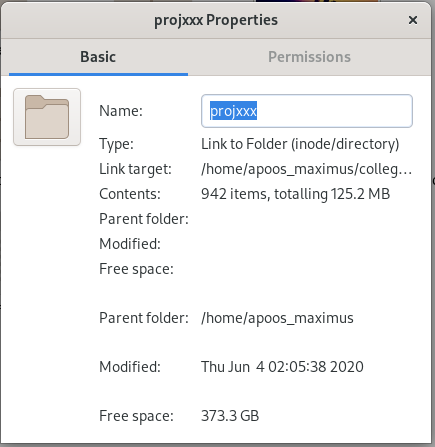 projxxx Properties
Basic Permissions
Name: projxxx
Type: Link to Folder (inode/directory)
Link target: /home/apoos_maximus/colleg...
Contents: 942 items, totalling 125.2 MB
Parent folder:
Modified:
Free space:
Parent folder: /home/apoos_maximus
Modified: Thu Jun 4 02:05:38 2020
Free space: 373.3 GB